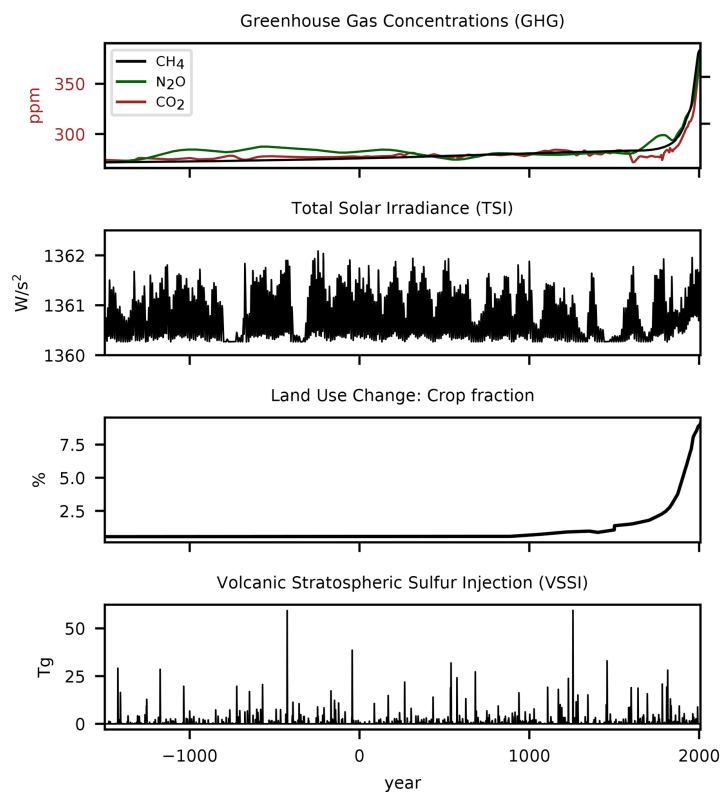 Greenhouse Gas Concentrations (GHG)
CH4
N2O
CO2
350
300
ppm
Total Solar Irradiance (TSI)
1362
1361
1360
W/s²
Land Use Change: Crop fraction
7.5
5.0
2.5
%
Volcanic Stratospheric Sulfur Injection (VSSI)
50
25
0
Tg
−1000 0 1000 2000
year